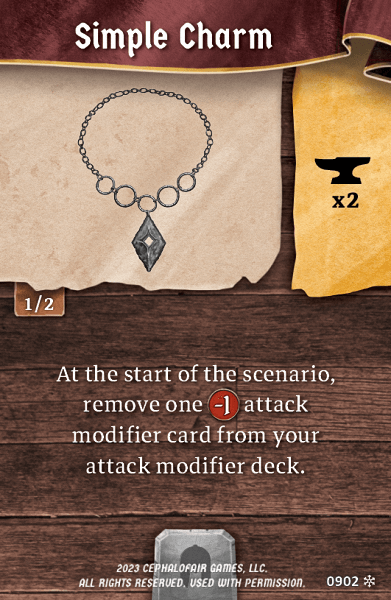 Simple Charm
x2
1/2
At the start of the scenario,
remove one -1 attack
modifier card from your
attack modifier deck.
2023 CEPHALOFAIR GAMES, LLC.
ALL RIGHTS RESERVED. USED WITH PERMISSION.
0902